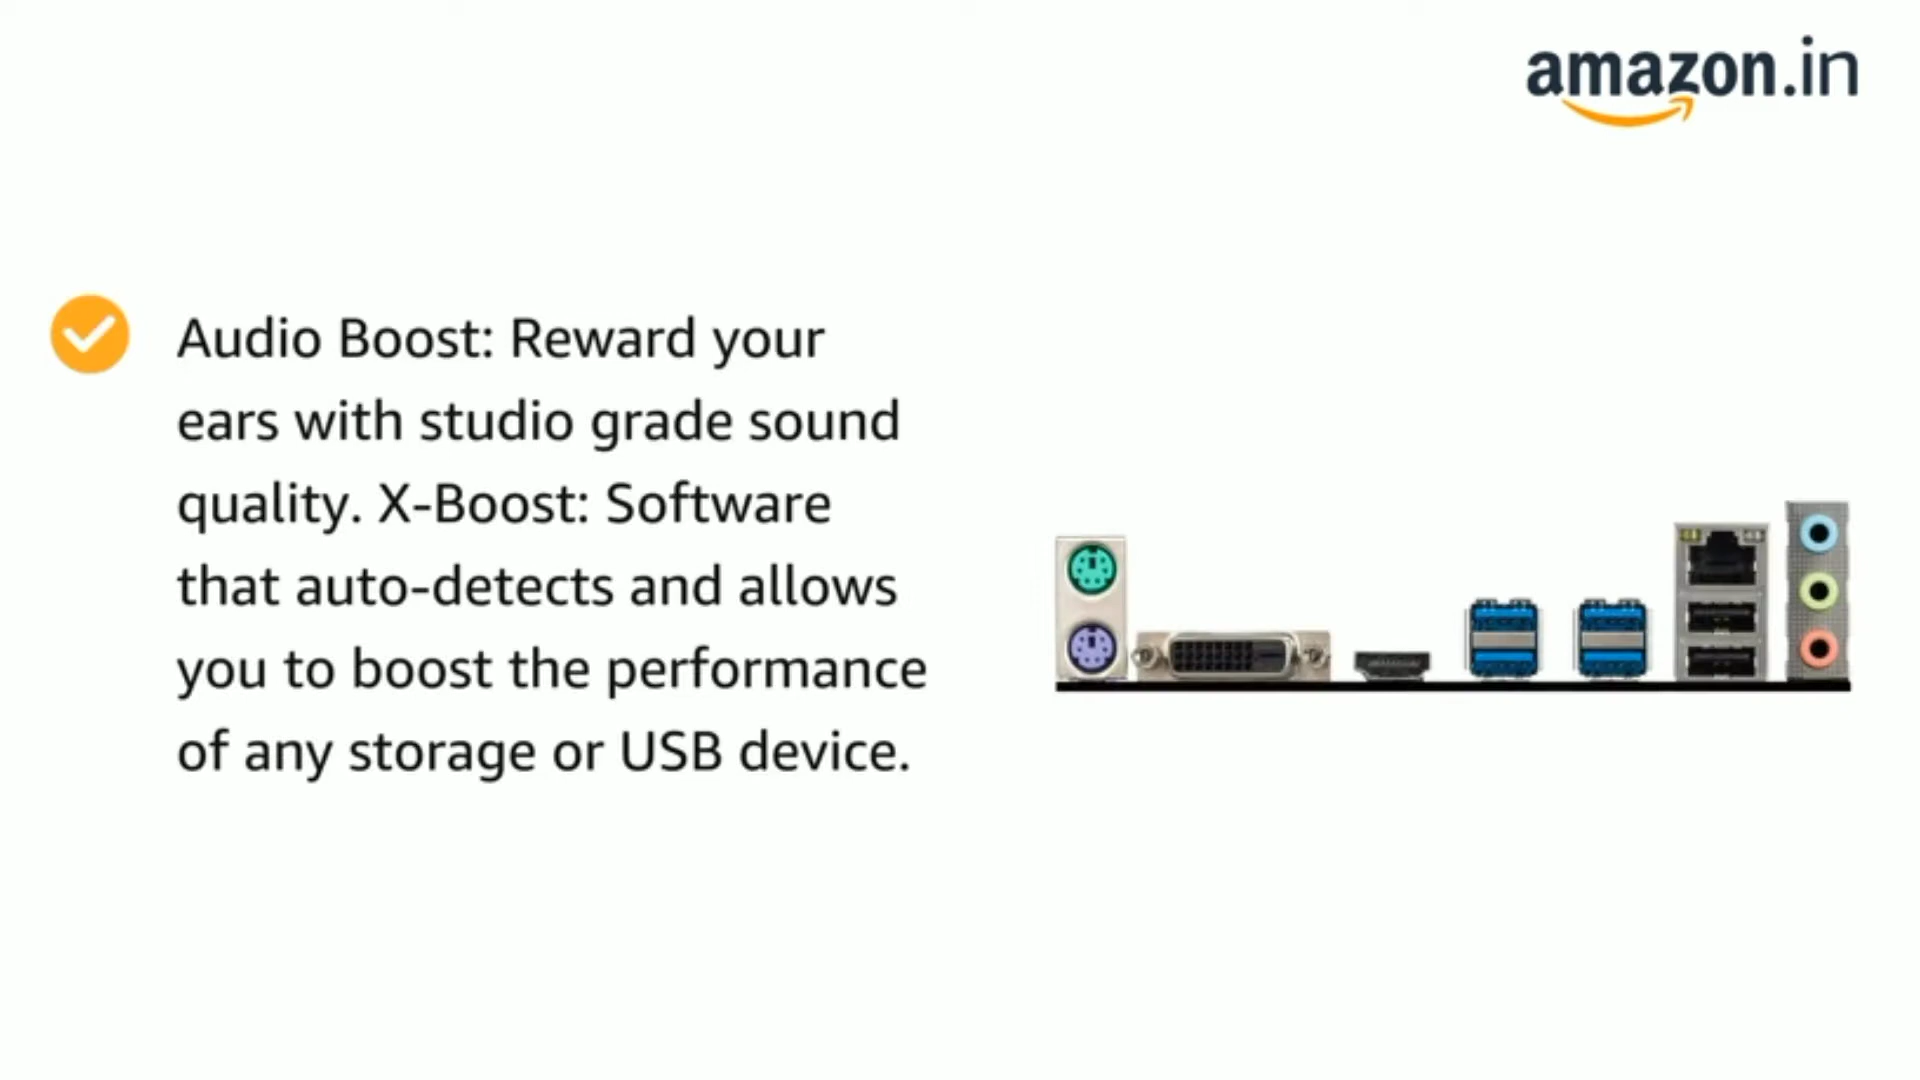 amazon.in
Audio Boost: Reward your
ears with studio grade sound
quality. X-Boost: Software
that auto-detects and allows
you to boost the performance
of any storage or USB device.